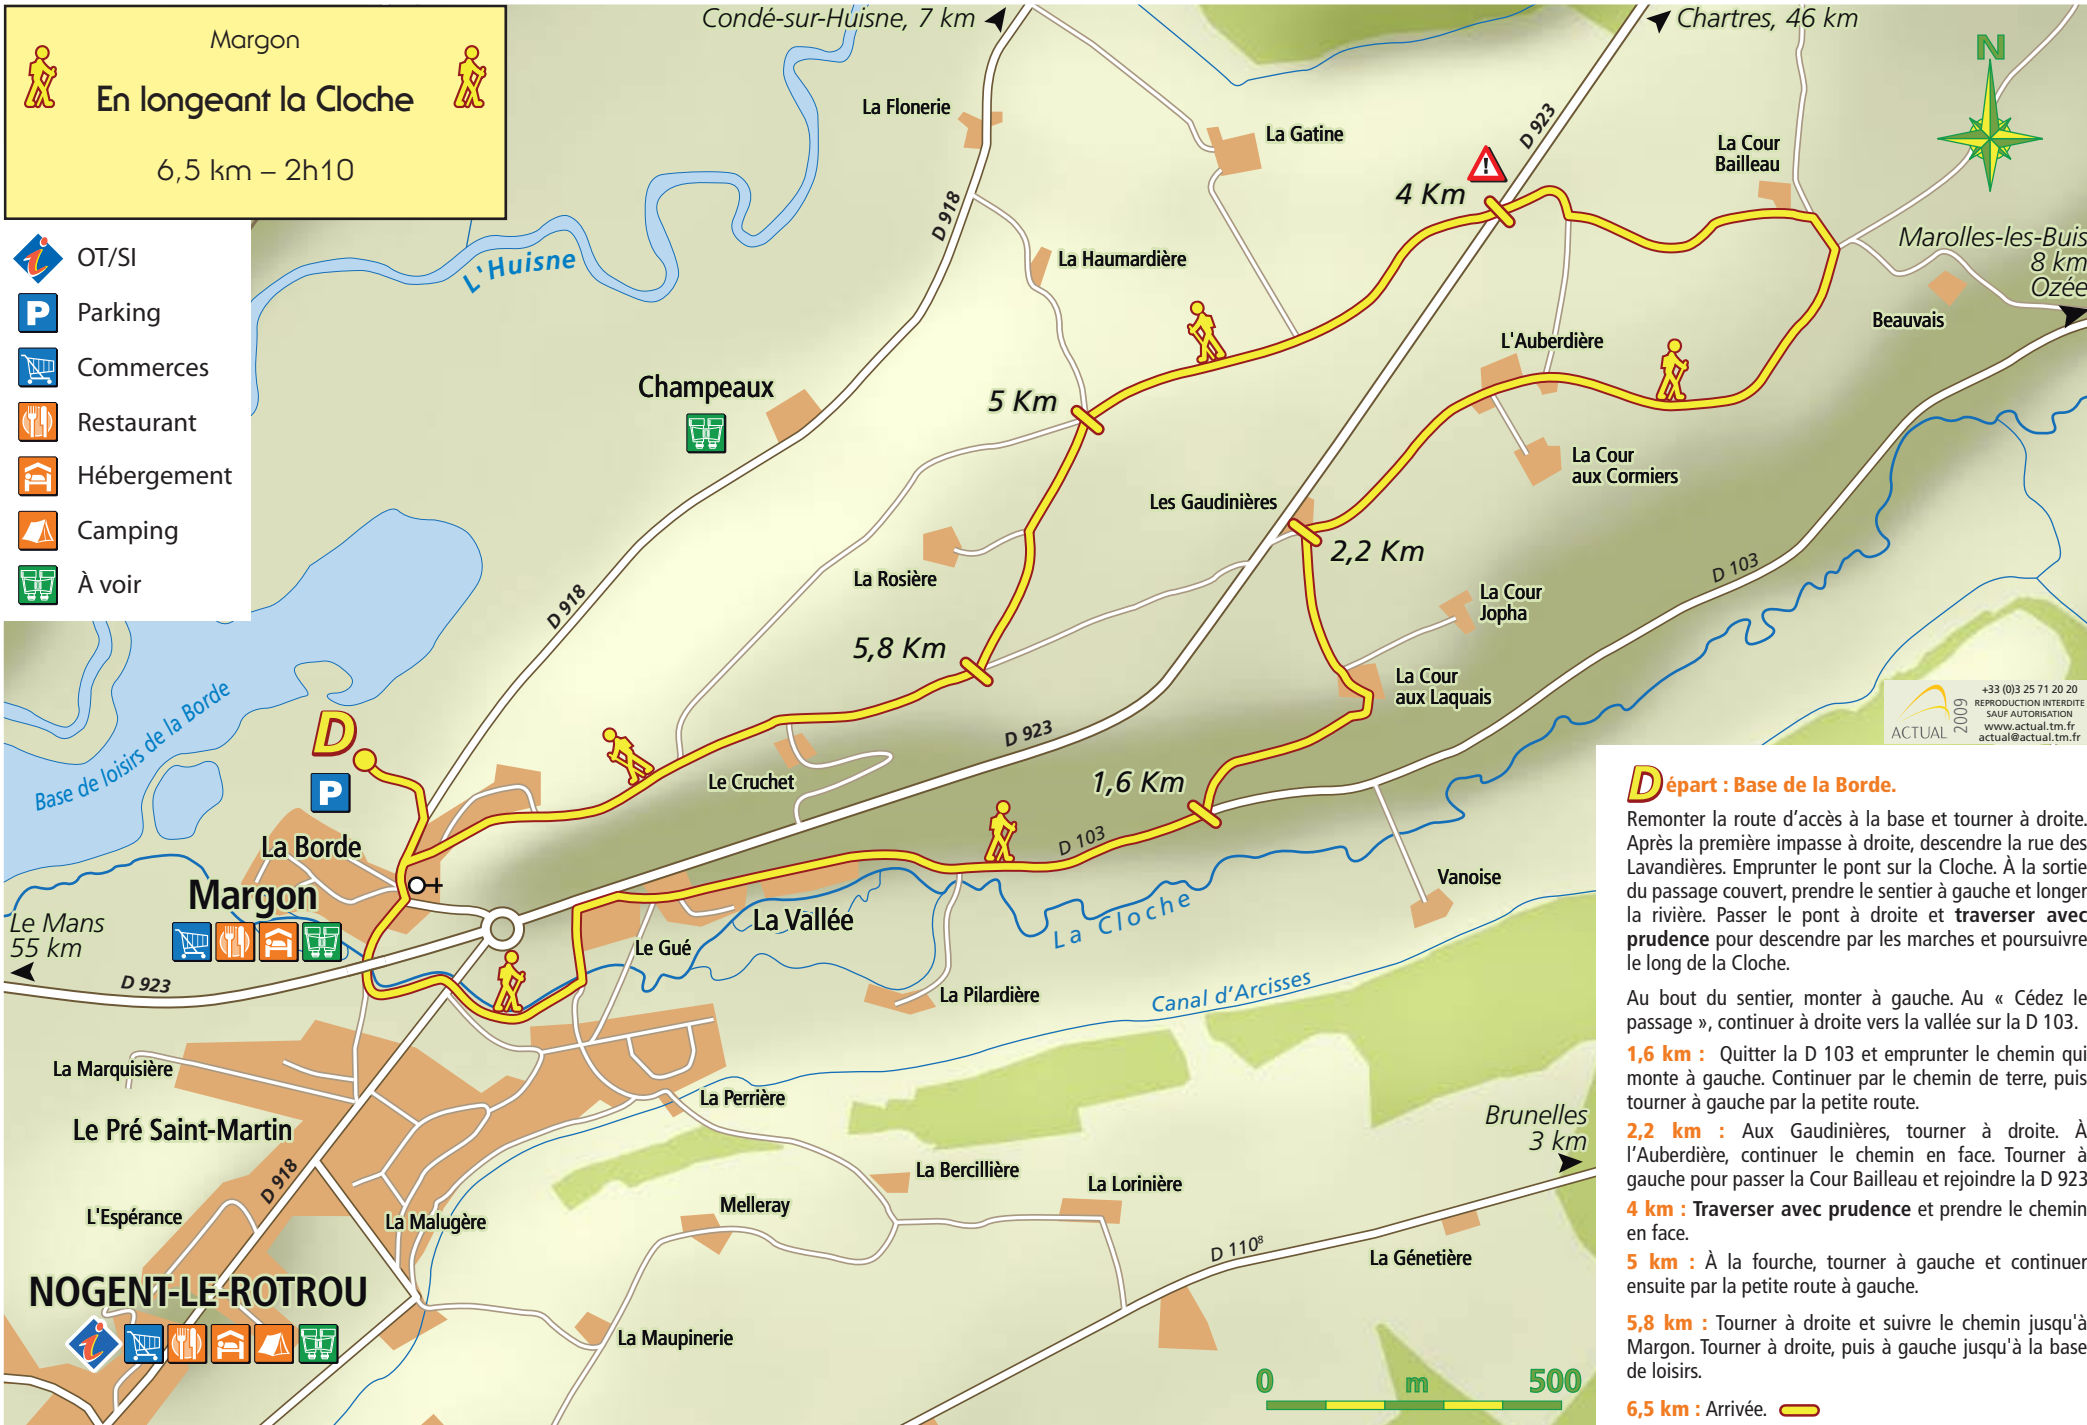 Margon
En longeant la Cloche
6,5 km – 2h10
OT/SI
Parking
Commerces
Restaurant
Hébergement
Camping
À voir
Condé-sur-Huisne, 7 km
Chartres, 46 km
N
La Flonerie
La Gatine
D 923
La Cour
Bailleau
4 Km
D 918
L'Huisne
La Haumardière
Marolles-les-Buis
8 km
Ozée
Beauvais
L'Auberdière
Champeaux
5 Km
La Cour
aux Cormiers
Les Gaudinières
2,2 Km
La Rosière
D 918
D 103
La Cour
Jopha
5,8 Km
La Cour
aux Laquais
Base de loisirs de la Borde
D
P
D 923
Le Cruchet
1,6 Km
D 103
La Borde
Margon
Le Mans
55 km
D 923
La Vallée
Le Gué
La Cloche
Vanoise
La Pilardière
Canal d'Arcisses
La Marquisière
La Perrière
Le Pré Saint-Martin
Brunelles
3 km
D 918
La Bercillière
La Lorinière
L'Espérance
La Malugère
Melleray
D 110⁸
La Génetière
NOGENT-LE-ROTROU
La Maupinerie
0 m 500
ACTUAL
2009
+33 (0)3 25 71 20 20
REPRODUCTION INTERDITE
SAUF AUTORISATION
www.actual.tm.fr
actual@actual.tm.fr
Départ : Base de la Borde.
Remonter la route d'accès à la base et tourner à droite.
Après la première impasse à droite, descendre la rue des
Lavandières. Emprunter le pont sur la Cloche. À la sortie
du passage couvert, prendre le sentier à gauche et longer
la rivière. Passer le pont à droite et traverser avec
prudence pour descendre par les marches et poursuivre
le long de la Cloche.
Au bout du sentier, monter à gauche. Au « Cédez le
passage », continuer à droite vers la vallée sur la D 103.
1,6 km : Quitter la D 103 et emprunter le chemin qui
monte à gauche. Continuer par le chemin de terre, puis
tourner à gauche par la petite route.
2,2 km : Aux Gaudinières, tourner à droite. À
l'Auberdière, continuer le chemin en face. Tourner à
gauche pour passer la Cour Bailleau et rejoindre la D 923
4 km : Traverser avec prudence et prendre le chemin
en face.
5 km : À la fourche, tourner à gauche et continuer
ensuite par la petite route à gauche.
5,8 km : Tourner à droite et suivre le chemin jusqu'à
Margon. Tourner à droite, puis à gauche jusqu'à la base
de loisirs.
6,5 km : Arrivée.